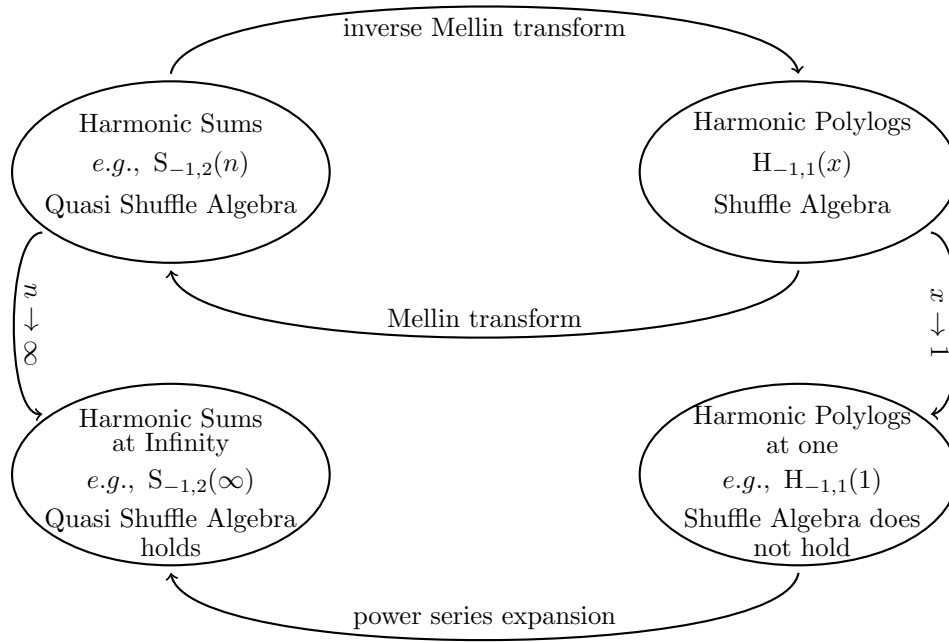 inverse Mellin transform
Harmonic Sums
e.g., S₋₁,₂(n)
Quasi Shuffle Algebra
Harmonic Polylogs
H₋₁,₁(x)
Shuffle Algebra
n → ∞
Mellin transform
x → 1
Harmonic Sums
at Infinity
e.g., S₋₁,₂(∞)
Quasi Shuffle Algebra
holds
Harmonic Polylogs
at one
e.g., H₋₁,₁(1)
Shuffle Algebra does
not hold
power series expansion